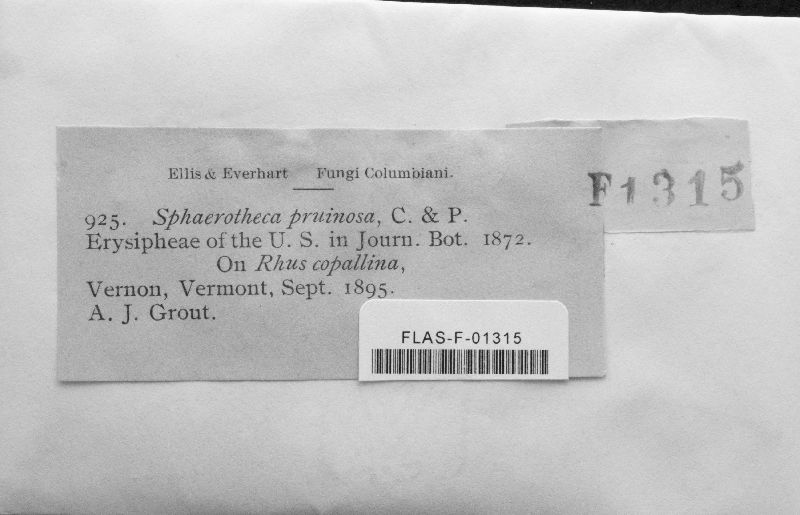 Ellis & Everhart Fungi Columbiani.
F1315
925. Sphaerotheca pruinosa, C. & P.
Erysipheae of the U. S. in Journ. Bot. 1872.
On Rhus copallina,
Vernon, Vermont, Sept. 1895.
A. J. Grout.
FLAS-F-01315